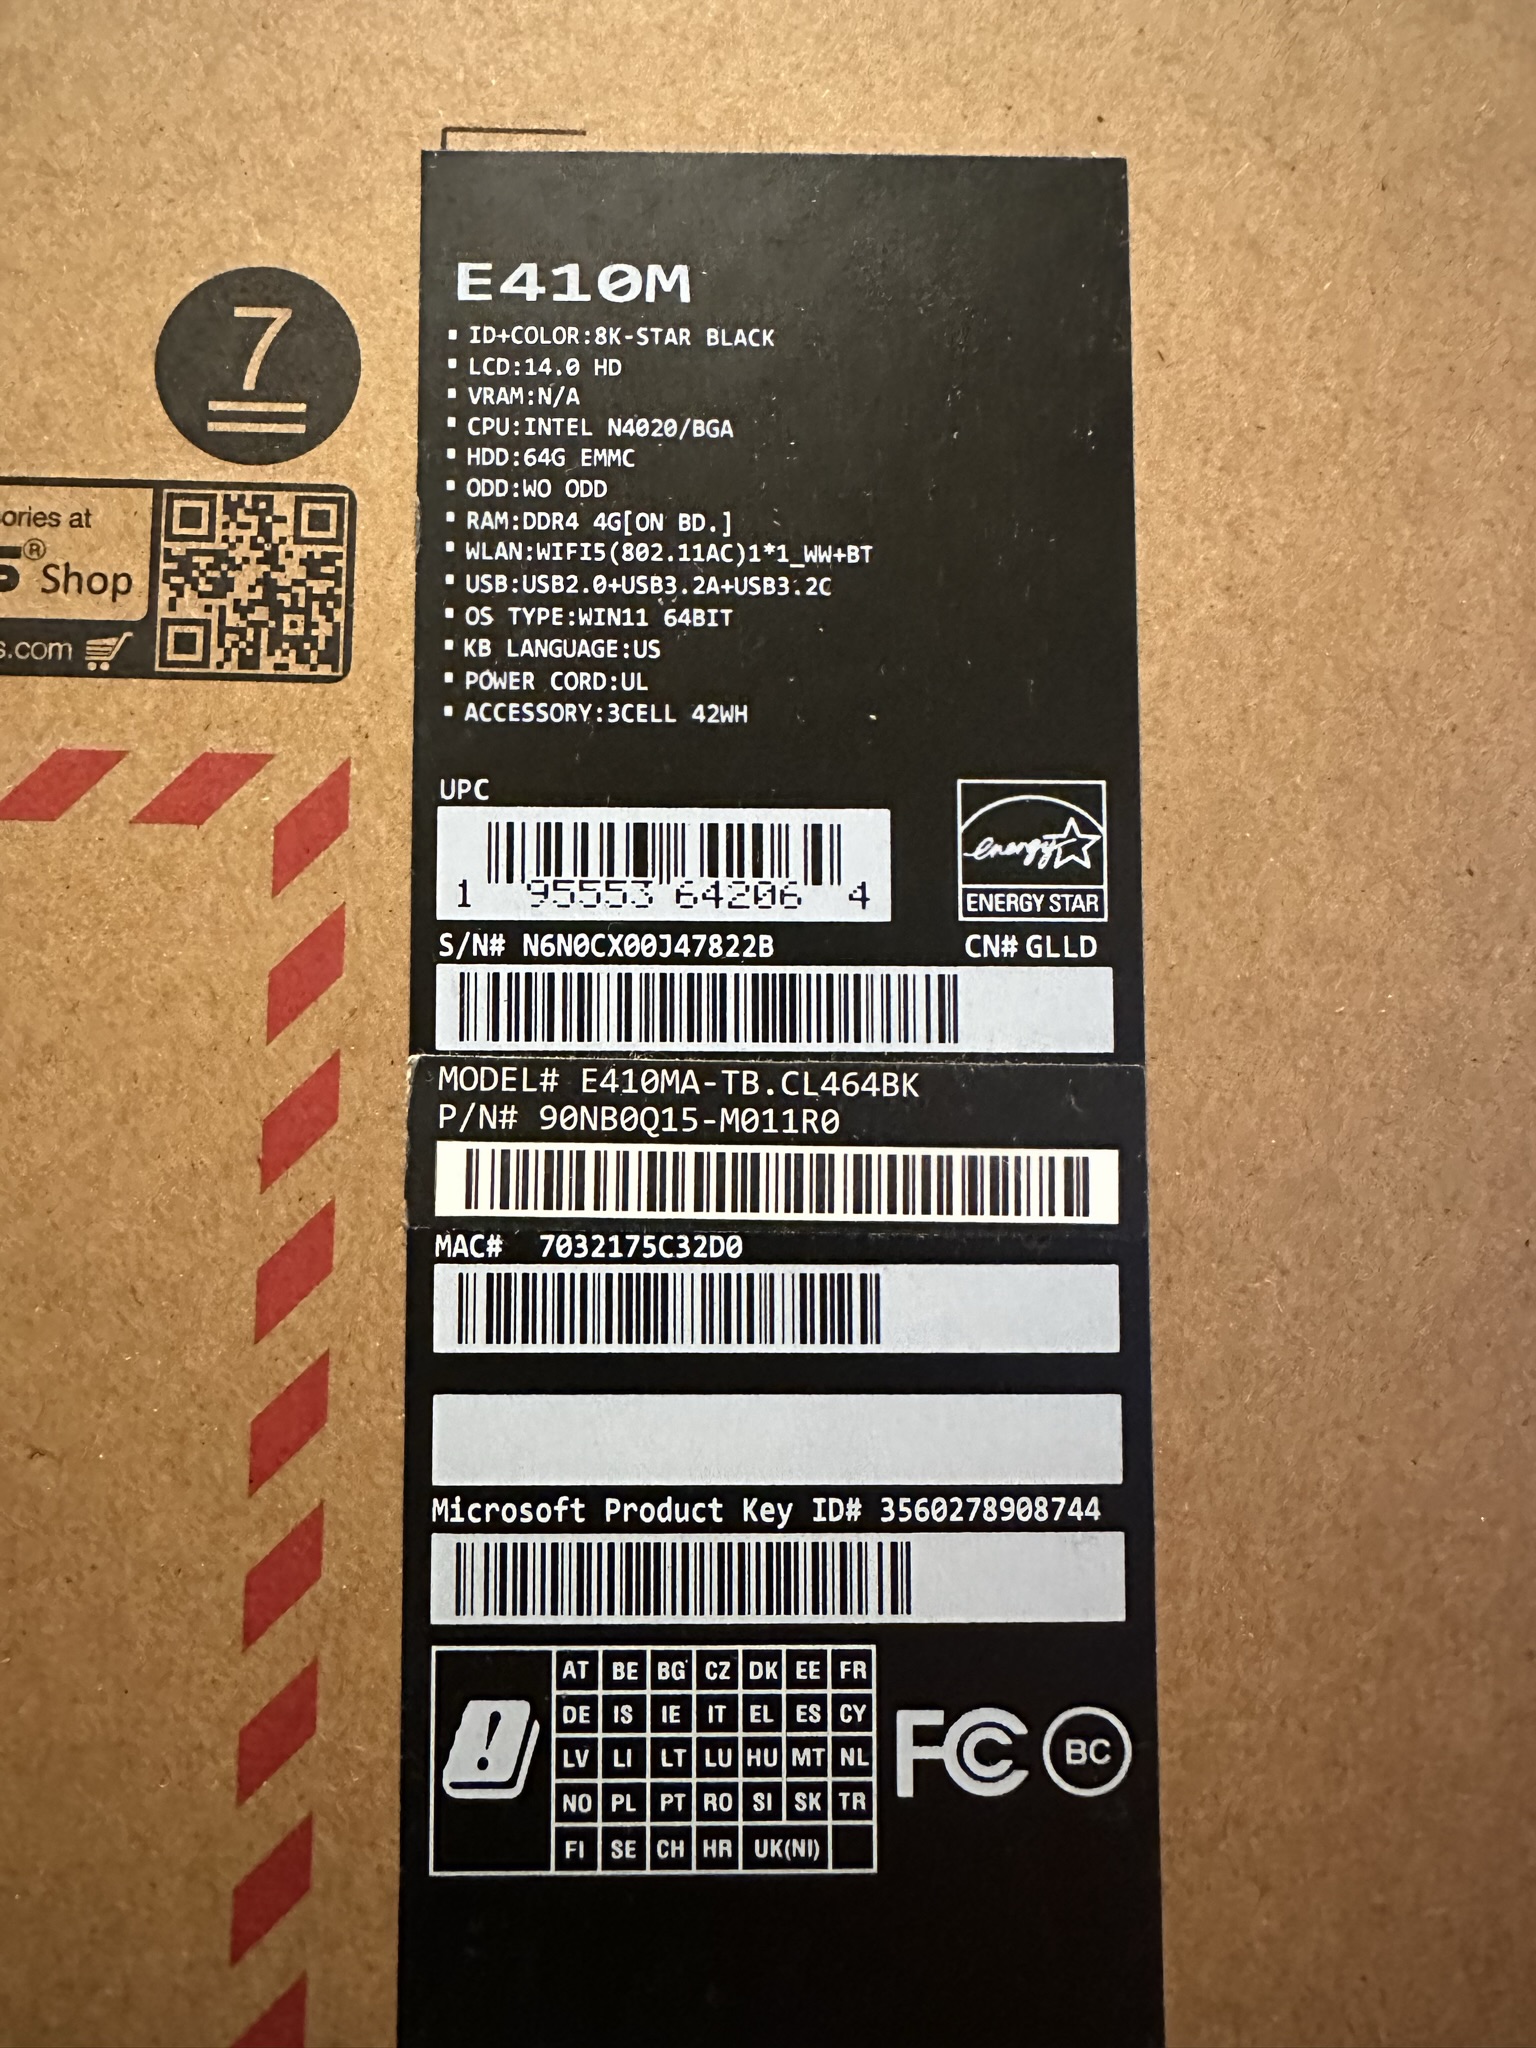 E410M
▪ ID+COLOR:8K-STAR BLACK
▪ LCD:14.0 HD
▪ VRAM:N/A
▪ CPU:INTEL N4020/BGA
▪ HDD:64G EMMC
▪ ODD:WO ODD
▪ RAM:DDR4 4G[ON BD.]
▪ WLAN:WIFI5(802.11AC)1*1_WW+BT
▪ USB:USB2.0+USB3.2A+USB3.2C
▪ OS TYPE:WIN11 64BIT
▪ KB LANGUAGE:US
▪ POWER CORD:UL
▪ ACCESSORY:3CELL 42WH
7
ories at
S® Shop
s.com
UPC
1 95553 64206 4
energy
ENERGY STAR
S/N# N6N0CX00J47822B CN# GLLD
MODEL# E410MA-TB.CL464BK
P/N# 90NB0Q15-M011R0
MAC# 7032175C32D0
Microsoft Product Key ID# 3560278908744
AT BE BG CZ DK EE FR
DE IS IE IT EL ES CY
LV LI LT LU HU MT NL
NO PL PT RO SI SK TR
FI SE CH HR UK(NI)
FC BC